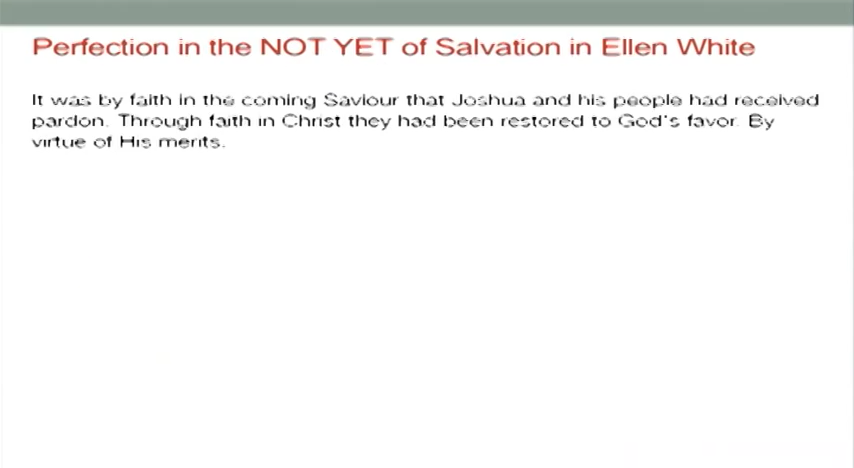 Perfection in the NOT YET of Salvation in Ellen White
It was by faith in the coming Saviour that Joshua and his people had received
pardon. Through faith in Christ they had been restored to God's favor. By
virtue of His merits.